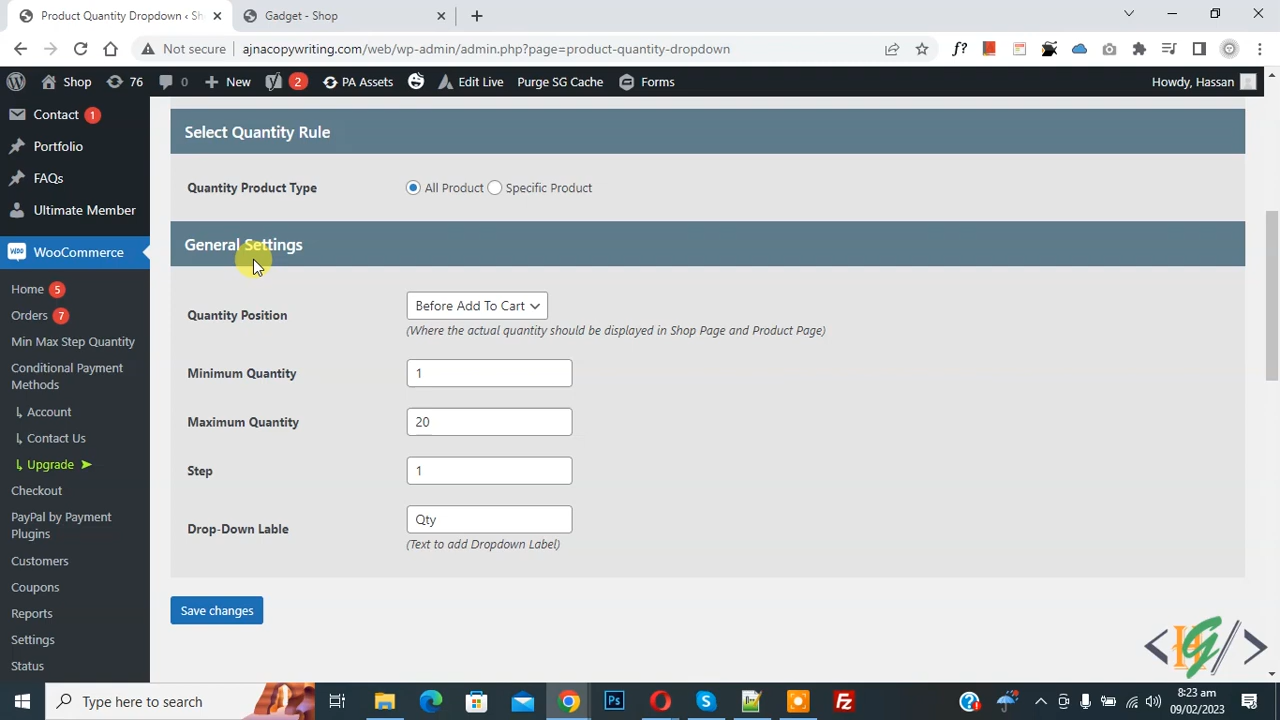 Product Quantity Dropdown ‹ Sh
Gadget - Shop
Not secure
ajnacopywriting.com/web/wp-admin/admin.php?page=product-quantity-dropdown
f?
Shop
76
0
New
2
PA Assets
Edit Live
Purge SG Cache
Forms
Howdy, Hassan
Contact 1
Portfolio
FAQs
Ultimate Member
WooCommerce
Home 5
Orders 7
Min Max Step Quantity
Conditional Payment
Methods
↳ Account
↳ Contact Us
↳ Upgrade ➤
Checkout
PayPal by Payment
Plugins
Customers
Coupons
Reports
Settings
Status
Select Quantity Rule
Quantity Product Type
All Product
Specific Product
General Settings
Quantity Position
Before Add To Cart
(Where the actual quantity should be displayed in Shop Page and Product Page)
Minimum Quantity
1
Maximum Quantity
20
Step
1
Drop-Down Lable
Qty
(Text to add Dropdown Label)
Save changes
Type here to search
8:23 am
09/02/2023